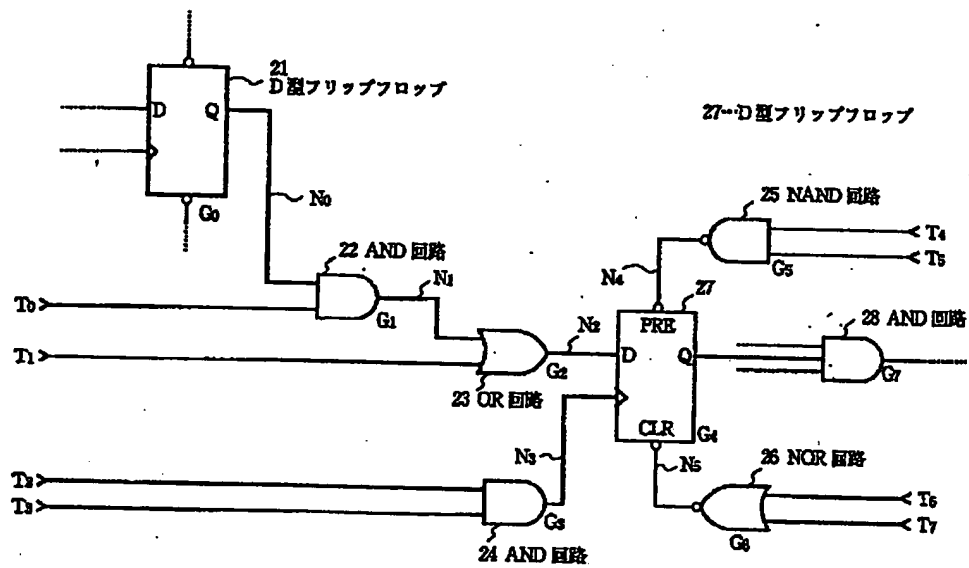 21
D型フリップフロップ
D Q
27…D型フリップフロップ
N0
G0
25 NAND 回路
T4
T5
G5
22 AND 回路
N1
N4
27
T0
G1
28 AND 回路
PRE
N2
D Q
T1
G2
G7
23 OR 回路
CLR
G4
N3
N5
26 NOR 回路
T2
T3
G3
T6
T7
G6
24 AND 回路